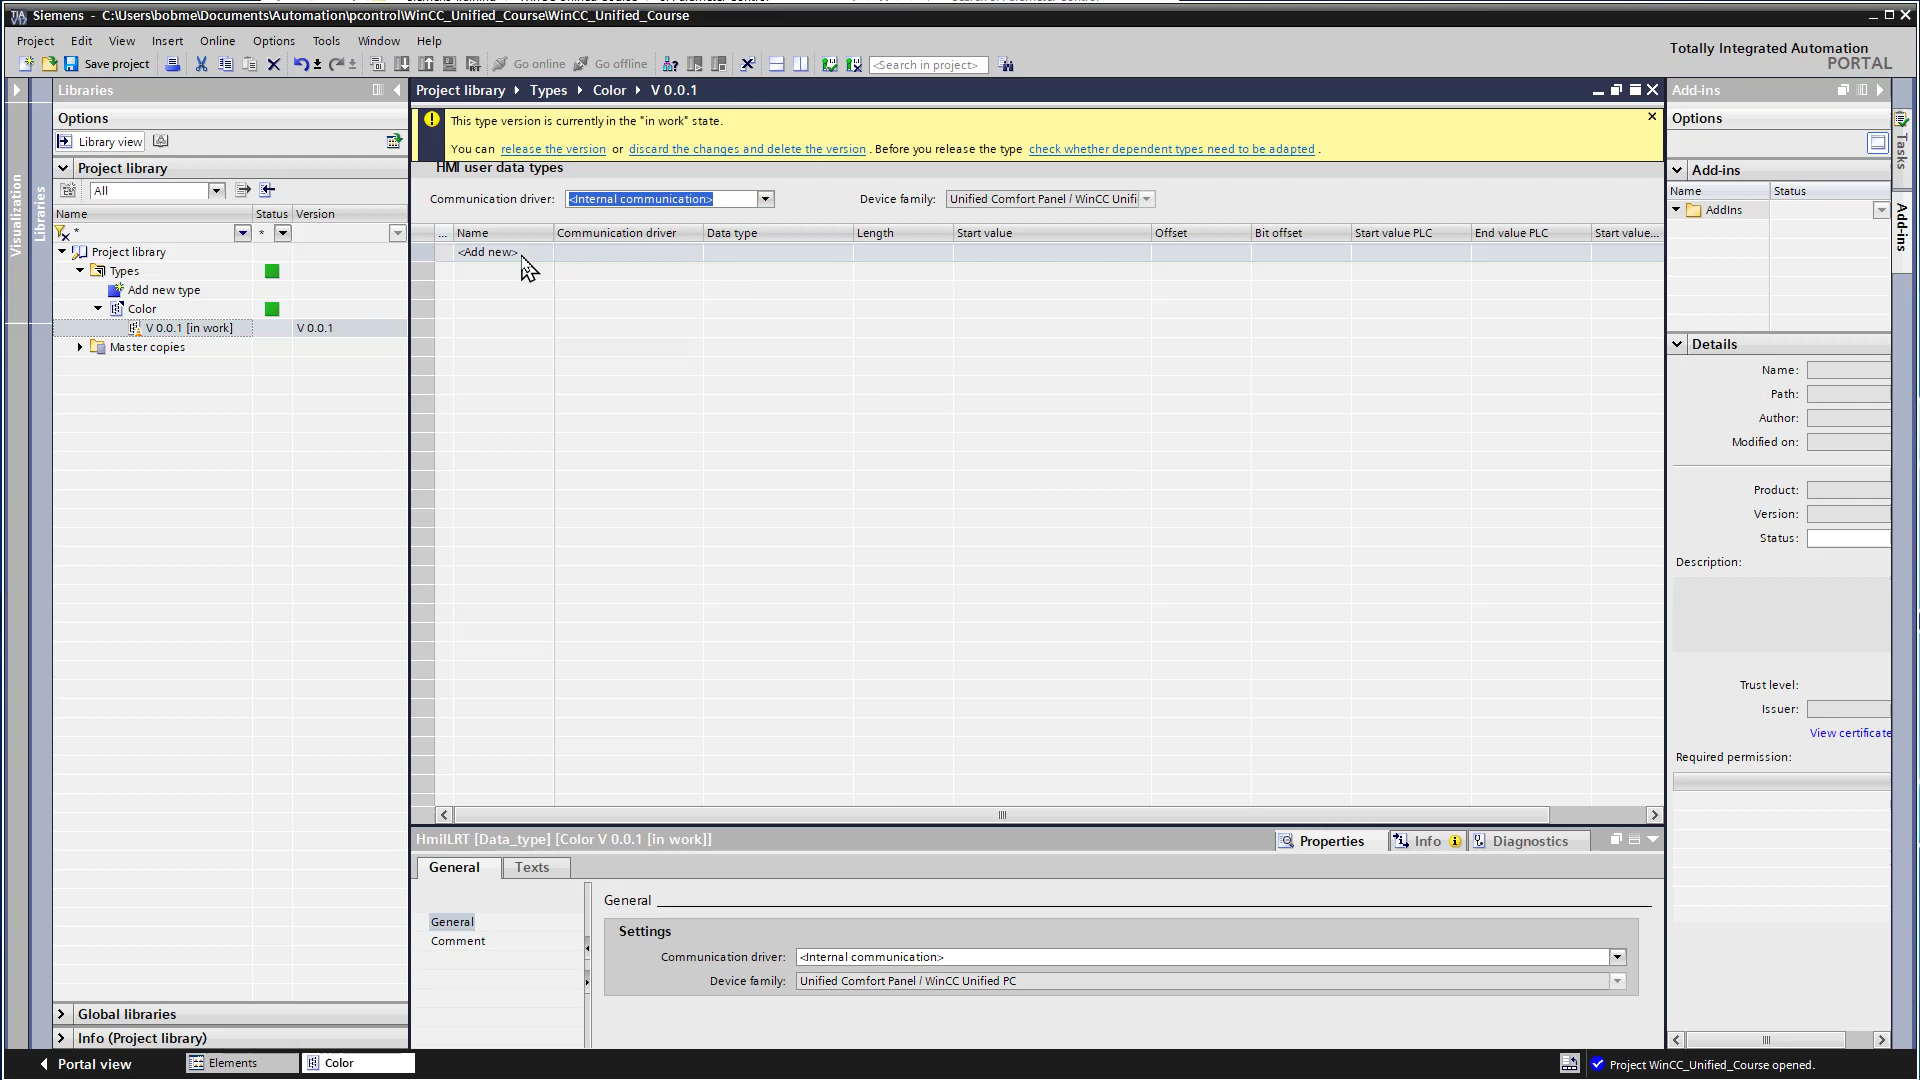 Siemens - C:\Users\bobme\Documents\Automation\pcontrol\WinCC_Unified_Course\WinCC_Unified_Course
Project Edit View Insert Online Options Tools Window Help
Totally Integrated Automation
PORTAL
Save project
Go online
Go offline
<Search in project>
Libraries
Project library Types Color V 0.0.1
Add-ins
Options
This type version is currently in the "in work" state.
Options
Library view
You can release the version or discard the changes and delete the version . Before you release the type check whether dependent types need to be adapted .
Project library
HMI user data types
Add-ins
All
Communication driver: <Internal communication>
Device family: Unified Comfort Panel / WinCC Unifi
Name Status
Name Status Version
AddIns
... Name Communication driver Data type Length Start value Offset Bit offset Start value PLC End value PLC Start value...
* *
<Add new>
Project library
Types
Add new type
Color
V 0.0.1 [in work] V 0.0.1
Master copies
Visualization
Libraries
Tasks
Add-ins
Details
Name:
Path:
Author:
Modified on:
Product:
Version:
Status:
Description:
Trust level:
Issuer:
View certificate
Required permission:
HmiILRT [Data_type] [Color V 0.0.1 [in work]]
Properties
Info
Diagnostics
General Texts
General
Comment
General
Settings
Communication driver: <Internal communication>
Device family: Unified Comfort Panel / WinCC Unified PC
Global libraries
Info (Project library)
Portal view
Elements
Color
Project WinCC_Unified_Course opened.